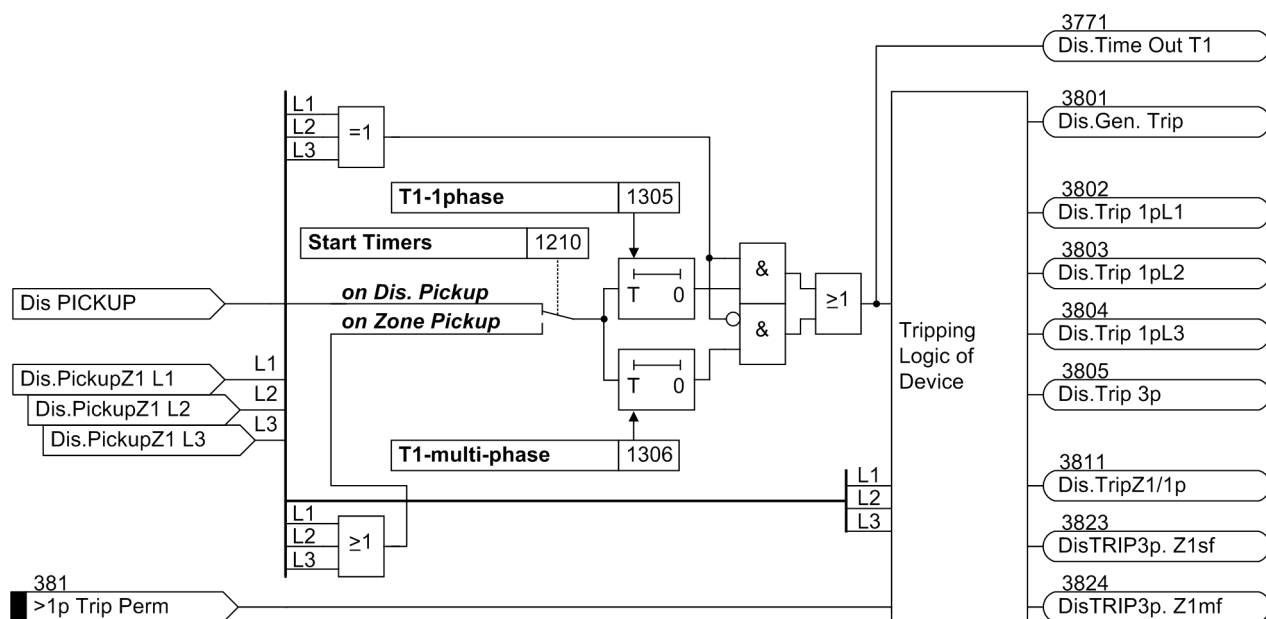 3771
Dis.Time Out T1
3801
Dis.Gen. Trip
L1
L2
L3
=1
T1-1phase 1305
3802
Dis.Trip 1pL1
Start Timers 1210
3803
Dis.Trip 1pL2
&
T 0
Dis PICKUP
on Dis. Pickup
on Zone Pickup
≥1
&
3804
Dis.Trip 1pL3
Tripping
Logic of
Device
T 0
3805
Dis.Trip 3p
Dis.PickupZ1 L1
L1
Dis.PickupZ1 L2
L2
Dis.PickupZ1 L3
L3
T1-multi-phase 1306
3811
Dis.TripZ1/1p
L1
L2
L3
L1
L2
L3
≥1
3823
DisTRIP3p. Z1sf
381
>1p Trip Perm
3824
DisTRIP3p. Z1mf